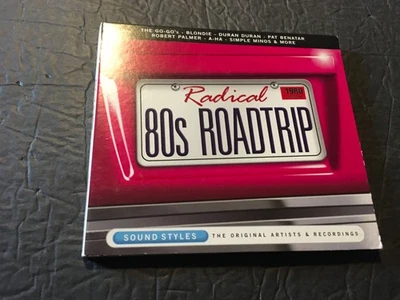 THE GO-GO's - BLONDIE - DURAN DURAN - PAT BENATAR
ROBERT PALMER - A-HA - SIMPLE MINDS & MORE
Radical
1980
80s ROADTRIP
SOUND STYLES
THE ORIGINAL ARTISTS & RECORDINGS